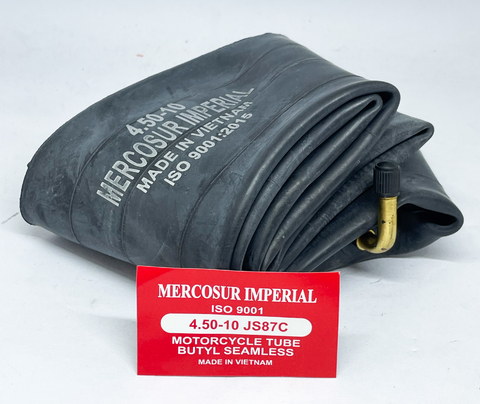 4.50-10
MERCOSUR IMPERIAL
MADE IN VIETNAM
ISO 9001:2015
MERCOSUR IMPERIAL
ISO 9001
4.50-10 JS87C
MOTORCYCLE TUBE
BUTYL SEAMLESS
MADE IN VIETNAM